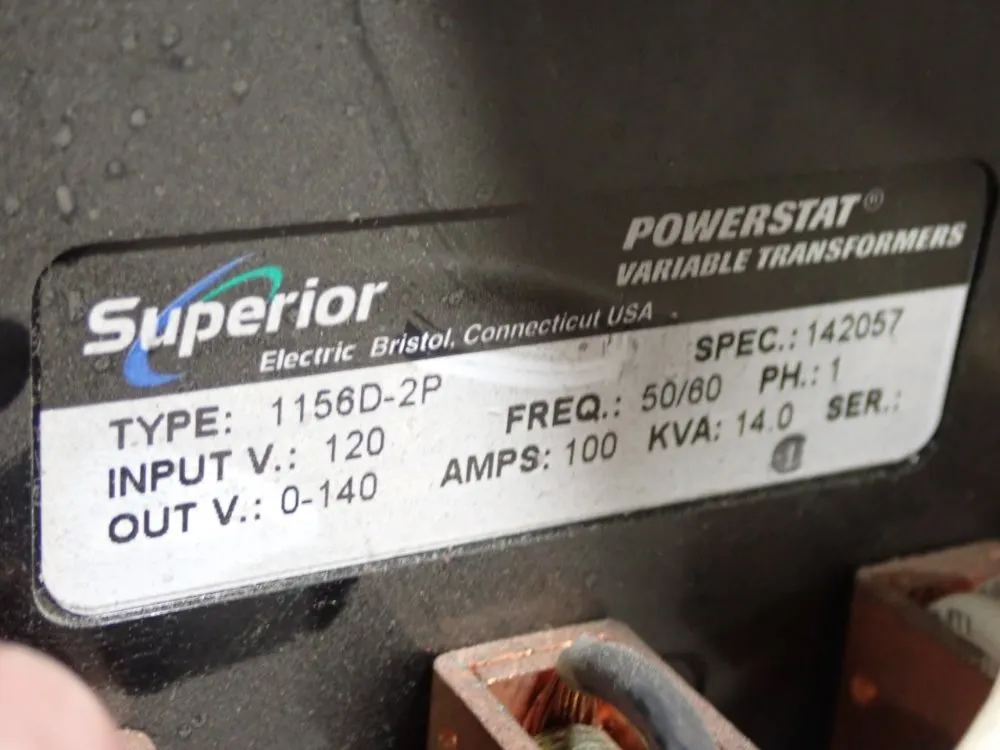 POWERSTAT®
VARIABLE TRANSFORMERS
Superior
Electric Bristol, Connecticut USA
SPEC.: 142057
TYPE: 1156D-2P FREQ.: 50/60 PH.: 1
INPUT V.: 120 AMPS: 100 KVA: 14.0 SER.:
OUT V.: 0-140